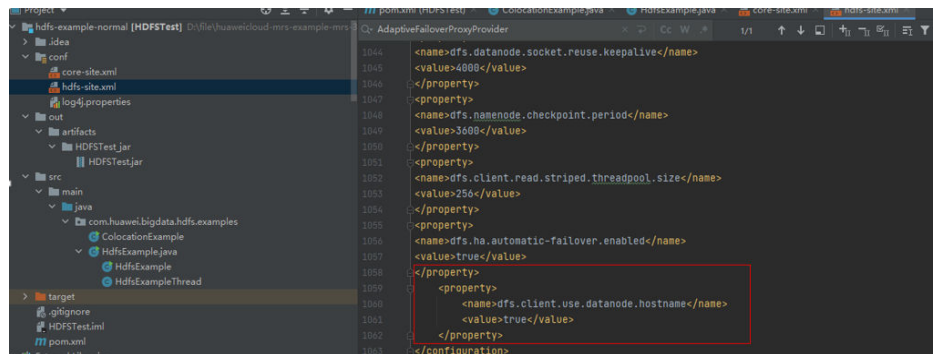 Project
pom.xml (HDFSTest)
ColocationExample.java
HdfsExample.java
core-site.xml
hdfs-site.xml
hdfs-example-normal [HDFSTest] D:\file\huaweicloud-mrs-example-mrs-3
.idea
conf
core-site.xml
hdfs-site.xml
log4j.properties
out
artifacts
HDFSTest_jar
HDFSTest.jar
src
main
java
com.huawei.bigdata.hdfs.examples
ColocationExample
HdfsExample.java
HdfsExample
HdfsExampleThread
target
.gitignore
HDFSTest.iml
pom.xml
AdaptiveFailoverProxyProvider
Cc W .*
1/1
1044 <name>dfs.datanode.socket.reuse.keepalive</name>
1045 <value>4000</value>
1046 </property>
1047 <property>
1048 <name>dfs.namenode.checkpoint.period</name>
1049 <value>3600</value>
1050 </property>
1051 <property>
1052 <name>dfs.client.read.striped.threadpool.size</name>
1053 <value>256</value>
1054 </property>
1055 <property>
1056 <name>dfs.ha.automatic-failover.enabled</name>
1057 <value>true</value>
1058 </property>
1059 <property>
1060 <name>dfs.client.use.datanode.hostname</name>
1061 <value>true</value>
1062 </property>
1063 </configuration>